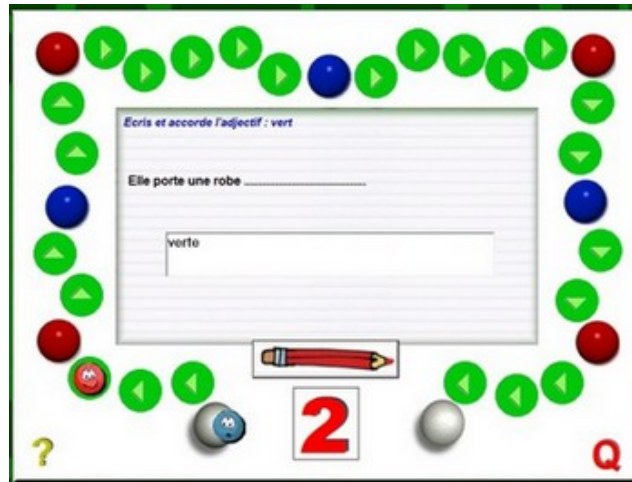 Ecris et accorde l'adjectif : vert
Elle porte une robe ...................................
verte
2
? Q